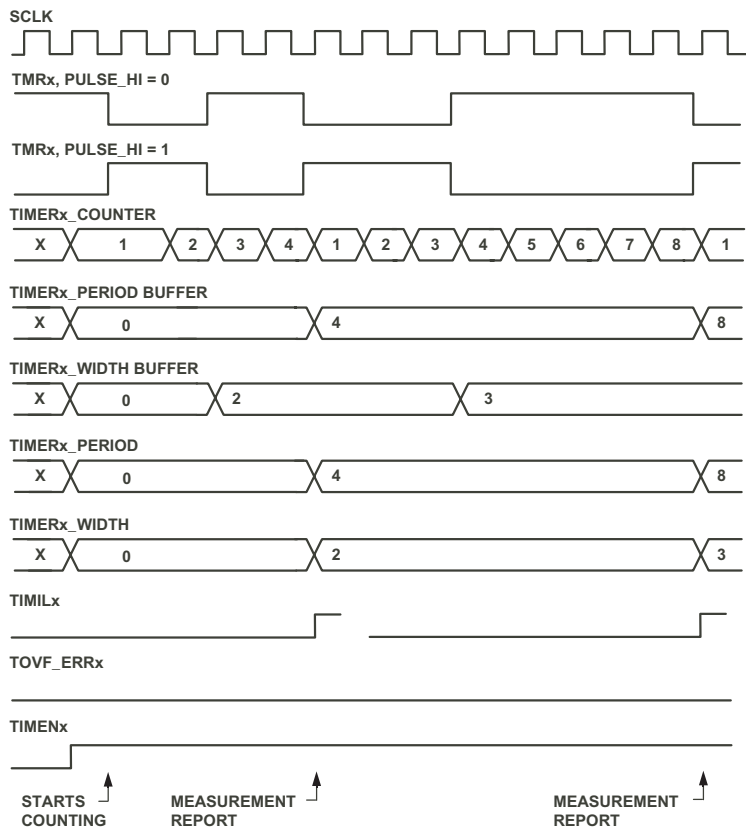 SCLK
TMRx, PULSE_HI = 0
TMRx, PULSE_HI = 1
TIMERx_COUNTER
X 1 2 3 4 1 2 3 4 5 6 7 8 1
TIMERx_PERIOD BUFFER
X 0 4 8
TIMERx_WIDTH BUFFER
X 0 2 3
TIMERx_PERIOD
X 0 4 8
TIMERx_WIDTH
X 0 2 3
TIMILx
TOVF_ERRx
TIMENx
STARTS COUNTING
MEASUREMENT REPORT
MEASUREMENT REPORT